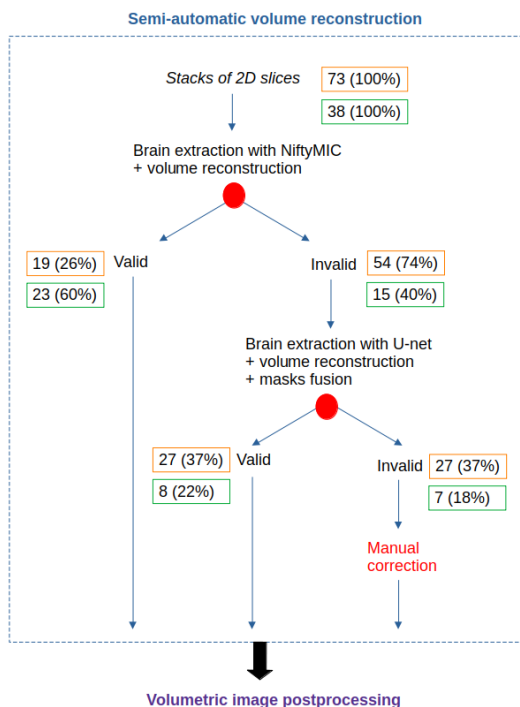 Semi-automatic volume reconstruction
Stacks of 2D slices
73 (100%)
38 (100%)
Brain extraction with NiftyMIC
+ volume reconstruction
19 (26%)
Valid
23 (60%)
Invalid
54 (74%)
15 (40%)
Brain extraction with U-net
+ volume reconstruction
+ masks fusion
27 (37%)
Valid
8 (22%)
Invalid
27 (37%)
7 (18%)
Manual
correction
Volumetric image postprocessing